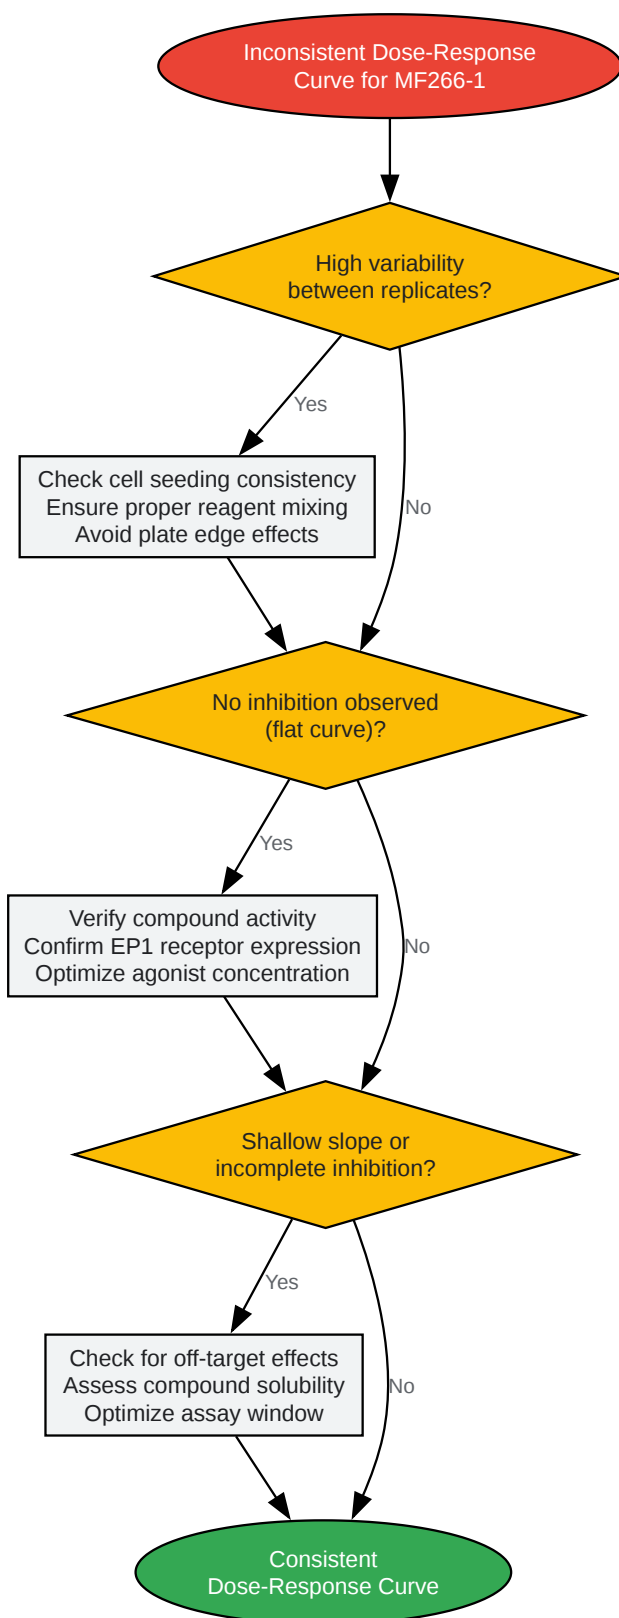 Inconsistent Dose-Response
Curve for MF266-1
High variability
between replicates?
Yes
Check cell seeding consistency
Ensure proper reagent mixing
Avoid plate edge effects
No
No inhibition observed
(flat curve)?
Yes
Verify compound activity
Confirm EP1 receptor expression
Optimize agonist concentration
No
Shallow slope or
incomplete inhibition?
Yes
Check for off-target effects
Assess compound solubility
Optimize assay window
No
Consistent
Dose-Response Curve